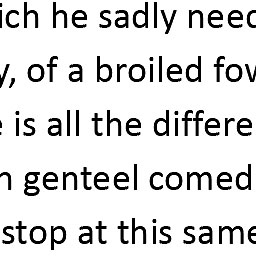 ich he sadly need
y, of a broiled fow
e is all the differe
n genteel comed
stop at this same